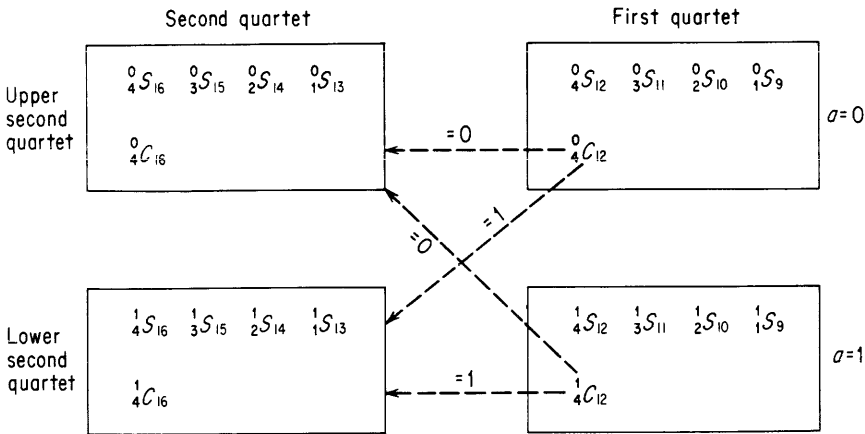 Second quartet First quartet
Upper second quartet
⁰₄S₁₆ ⁰₃S₁₅ ⁰₂S₁₄ ⁰₁S₁₃
⁰₄C₁₆
=0
⁰₄S₁₂ ⁰₃S₁₁ ⁰₂S₁₀ ⁰₁S₉
⁰₄C₁₂
a=0
=1
=0
Lower second quartet
¹₄S₁₆ ¹₃S₁₅ ¹₂S₁₄ ¹₁S₁₃
¹₄C₁₆
=1
¹₄S₁₂ ¹₃S₁₁ ¹₂S₁₀ ¹₁S₉
¹₄C₁₂
a=1